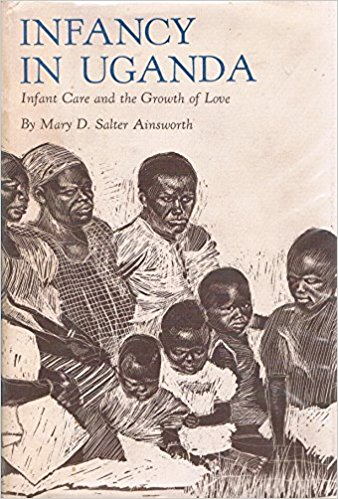 INFANCY
IN UGANDA
Infant Care and the Growth of Love
By Mary D. Salter Ainsworth